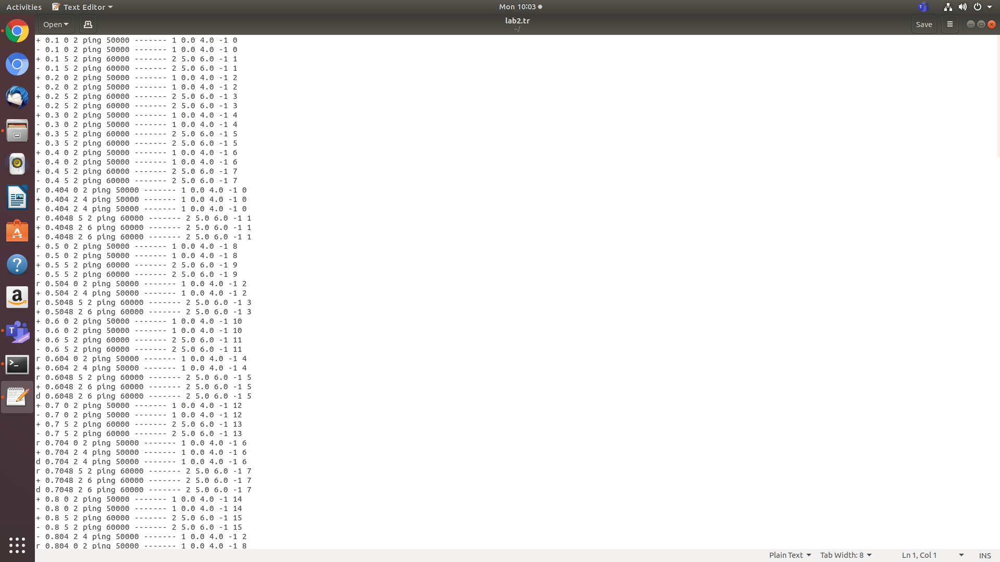 Activities Text Editor Mon 10:03
Open lab2.tr Save
~/
+ 0.1 0 2 ping 50000 ------- 1 0.0 4.0 -1 0
- 0.1 0 2 ping 50000 ------- 1 0.0 4.0 -1 0
+ 0.1 5 2 ping 60000 ------- 2 5.0 6.0 -1 1
- 0.1 5 2 ping 60000 ------- 2 5.0 6.0 -1 1
+ 0.2 0 2 ping 50000 ------- 1 0.0 4.0 -1 2
- 0.2 0 2 ping 50000 ------- 1 0.0 4.0 -1 2
+ 0.2 5 2 ping 60000 ------- 2 5.0 6.0 -1 3
- 0.2 5 2 ping 60000 ------- 2 5.0 6.0 -1 3
+ 0.3 0 2 ping 50000 ------- 1 0.0 4.0 -1 4
- 0.3 0 2 ping 50000 ------- 1 0.0 4.0 -1 4
+ 0.3 5 2 ping 60000 ------- 2 5.0 6.0 -1 5
- 0.3 5 2 ping 60000 ------- 2 5.0 6.0 -1 5
+ 0.4 0 2 ping 50000 ------- 1 0.0 4.0 -1 6
- 0.4 0 2 ping 50000 ------- 1 0.0 4.0 -1 6
+ 0.4 5 2 ping 60000 ------- 2 5.0 6.0 -1 7
- 0.4 5 2 ping 60000 ------- 2 5.0 6.0 -1 7
r 0.404 0 2 ping 50000 ------- 1 0.0 4.0 -1 0
+ 0.404 2 4 ping 50000 ------- 1 0.0 4.0 -1 0
- 0.404 2 4 ping 50000 ------- 1 0.0 4.0 -1 0
r 0.4048 5 2 ping 60000 ------- 2 5.0 6.0 -1 1
+ 0.4048 2 6 ping 60000 ------- 2 5.0 6.0 -1 1
- 0.4048 2 6 ping 60000 ------- 2 5.0 6.0 -1 1
+ 0.5 0 2 ping 50000 ------- 1 0.0 4.0 -1 8
- 0.5 0 2 ping 50000 ------- 1 0.0 4.0 -1 8
+ 0.5 5 2 ping 60000 ------- 2 5.0 6.0 -1 9
- 0.5 5 2 ping 60000 ------- 2 5.0 6.0 -1 9
r 0.504 0 2 ping 50000 ------- 1 0.0 4.0 -1 2
+ 0.504 2 4 ping 50000 ------- 1 0.0 4.0 -1 2
r 0.5048 5 2 ping 60000 ------- 2 5.0 6.0 -1 3
+ 0.5048 2 6 ping 60000 ------- 2 5.0 6.0 -1 3
+ 0.6 0 2 ping 50000 ------- 1 0.0 4.0 -1 10
- 0.6 0 2 ping 50000 ------- 1 0.0 4.0 -1 10
+ 0.6 5 2 ping 60000 ------- 2 5.0 6.0 -1 11
- 0.6 5 2 ping 60000 ------- 2 5.0 6.0 -1 11
r 0.604 0 2 ping 50000 ------- 1 0.0 4.0 -1 4
+ 0.604 2 4 ping 50000 ------- 1 0.0 4.0 -1 4
r 0.6048 5 2 ping 60000 ------- 2 5.0 6.0 -1 5
+ 0.6048 2 6 ping 60000 ------- 2 5.0 6.0 -1 5
d 0.6048 2 6 ping 60000 ------- 2 5.0 6.0 -1 5
+ 0.7 0 2 ping 50000 ------- 1 0.0 4.0 -1 12
- 0.7 0 2 ping 50000 ------- 1 0.0 4.0 -1 12
+ 0.7 5 2 ping 60000 ------- 2 5.0 6.0 -1 13
- 0.7 5 2 ping 60000 ------- 2 5.0 6.0 -1 13
r 0.704 0 2 ping 50000 ------- 1 0.0 4.0 -1 6
+ 0.704 2 4 ping 50000 ------- 1 0.0 4.0 -1 6
d 0.704 2 4 ping 50000 ------- 1 0.0 4.0 -1 6
r 0.7048 5 2 ping 60000 ------- 2 5.0 6.0 -1 7
+ 0.7048 2 6 ping 60000 ------- 2 5.0 6.0 -1 7
d 0.7048 2 6 ping 60000 ------- 2 5.0 6.0 -1 7
+ 0.8 0 2 ping 50000 ------- 1 0.0 4.0 -1 14
- 0.8 0 2 ping 50000 ------- 1 0.0 4.0 -1 14
+ 0.8 5 2 ping 60000 ------- 2 5.0 6.0 -1 15
- 0.8 5 2 ping 60000 ------- 2 5.0 6.0 -1 15
- 0.804 2 4 ping 50000 ------- 1 0.0 4.0 -1 2
r 0.804 0 2 ping 50000 ------- 1 0.0 4.0 -1 8
Plain Text Tab Width: 8 Ln 1, Col 1 INS